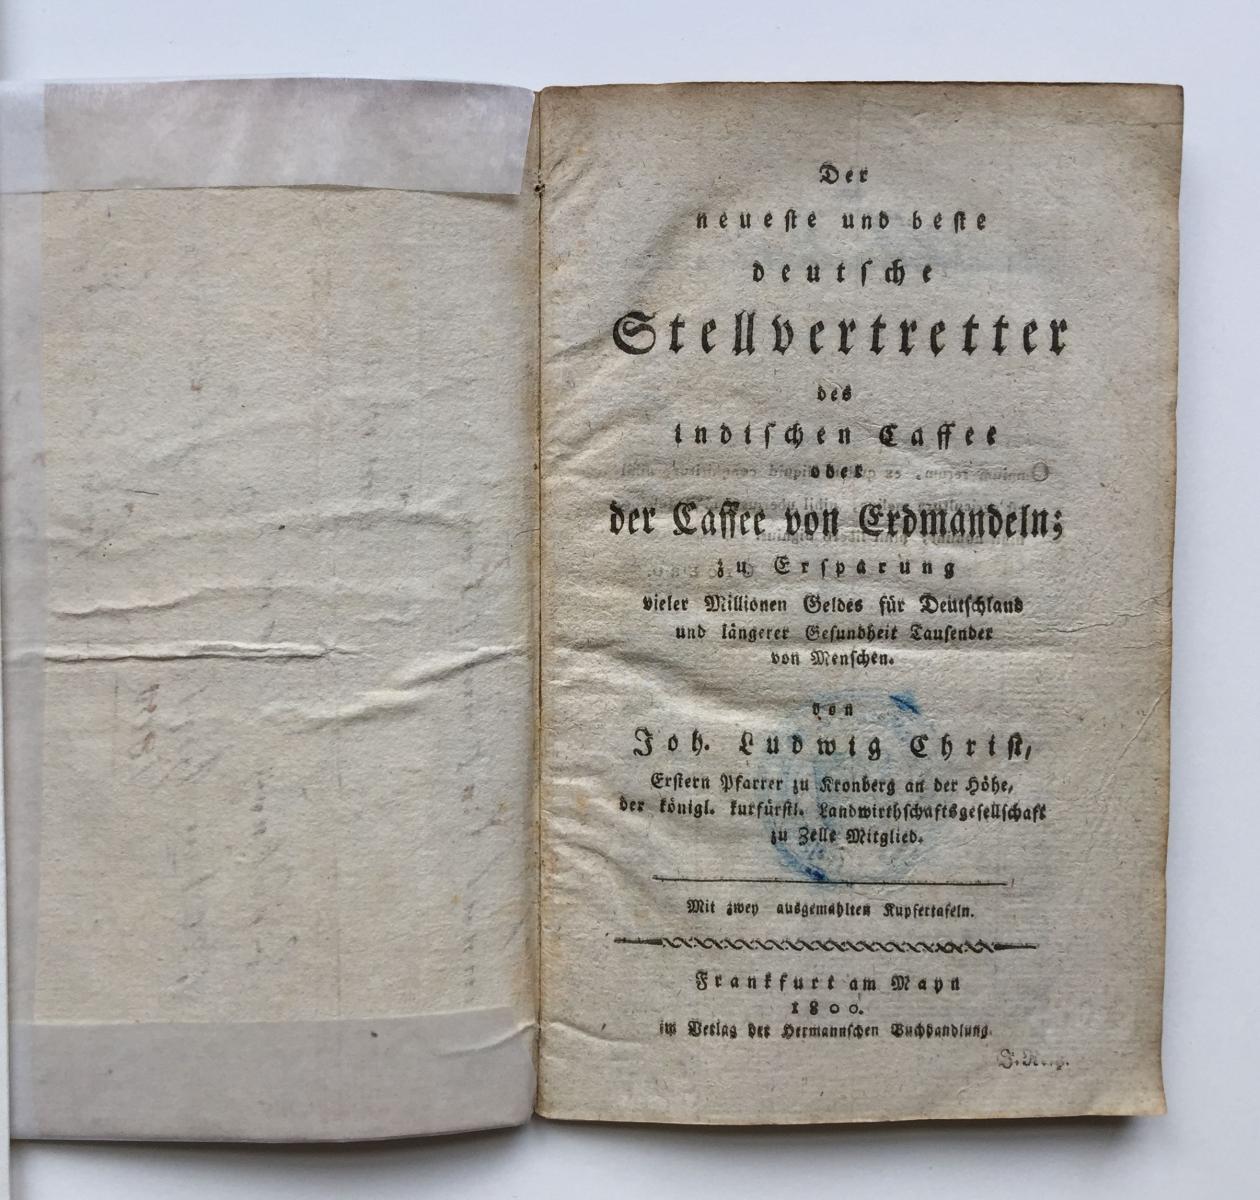 Der
neueſte und beſte
deutſche
Stellvertretter
des
indiſchen Caffee
oder
der Caffee von Erdmandeln;
zu Erſparung
vieler Millionen Geldes für Deutſchland
und längerer Geſundheit Tauſender
von Menſchen.
von
Joh. Ludwig Chriſt,
Erſtern Pfarrer zu Kronberg an der Höhe,
der königl. kurfürſtl. Landwirthſchaftsgeſellſchaft
zu Zelle Mitglied.
Mit zwey ausgemahlten Kupfertafeln.
Frankfurt am Mayn
1800.
im Verlag der Hermannſchen Buchhandlung.